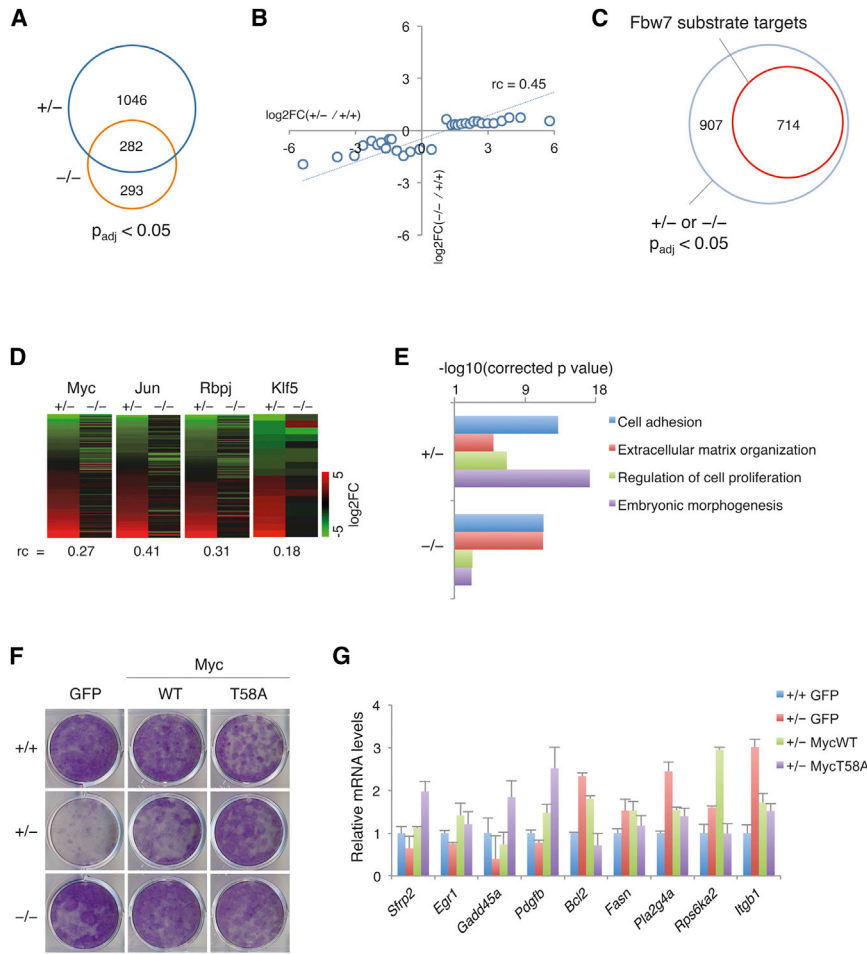 A
+/−
1046
282
−/−
293
padj < 0.05
B
6
3
0
-3
-6
-6
-3
0
3
6
rc = 0.45
log2FC(+/− / +/+)
log2FC(−/− / +/+)
C
Fbw7 substrate targets
907
714
+/− or −/−
padj < 0.05
D
Myc Jun Rbpj Klf5
+/− −/− +/− −/− +/− −/− +/− −/−
5
-5
log2FC
rc = 0.27 0.41 0.31 0.18
E
-log10(corrected p value)
1 9 18
+/−
−/−
Cell adhesion
Extracellular matrix organization
Regulation of cell proliferation
Embryonic morphogenesis
F
Myc
GFP WT T58A
+/+
+/−
−/−
G
Relative mRNA levels
4
3
2
1
0
Sfrp2 Egr1 Gadd45a Pdgfb Bcl2 Fasn Pla2g4a Rps6ka2 Itgb1
+/+ GFP
+/− GFP
+/− MycWT
+/− MycT58A